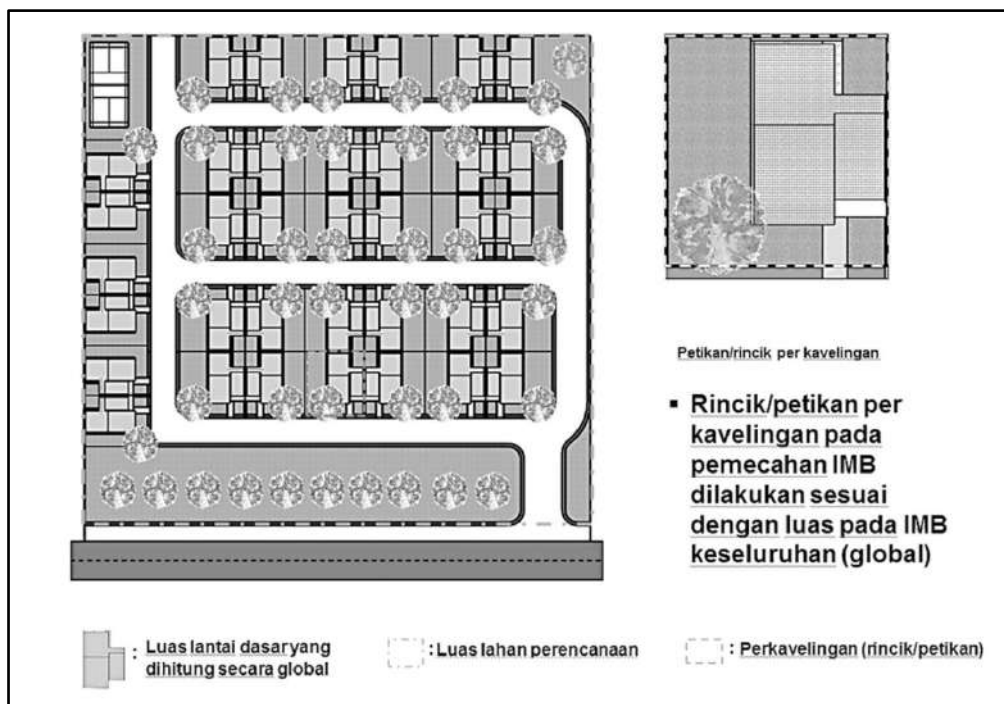 Petikan/rincik per kavelingan
▪ Rincik/petikan per
kavelingan pada
pemecahan IMB
dilakukan sesuai
dengan luas pada IMB
keseluruhan (global)
: Luas lantai dasar yang
dihitung secara global
: Luas lahan perencanaan
: Perkavelingan (rincik/petikan)